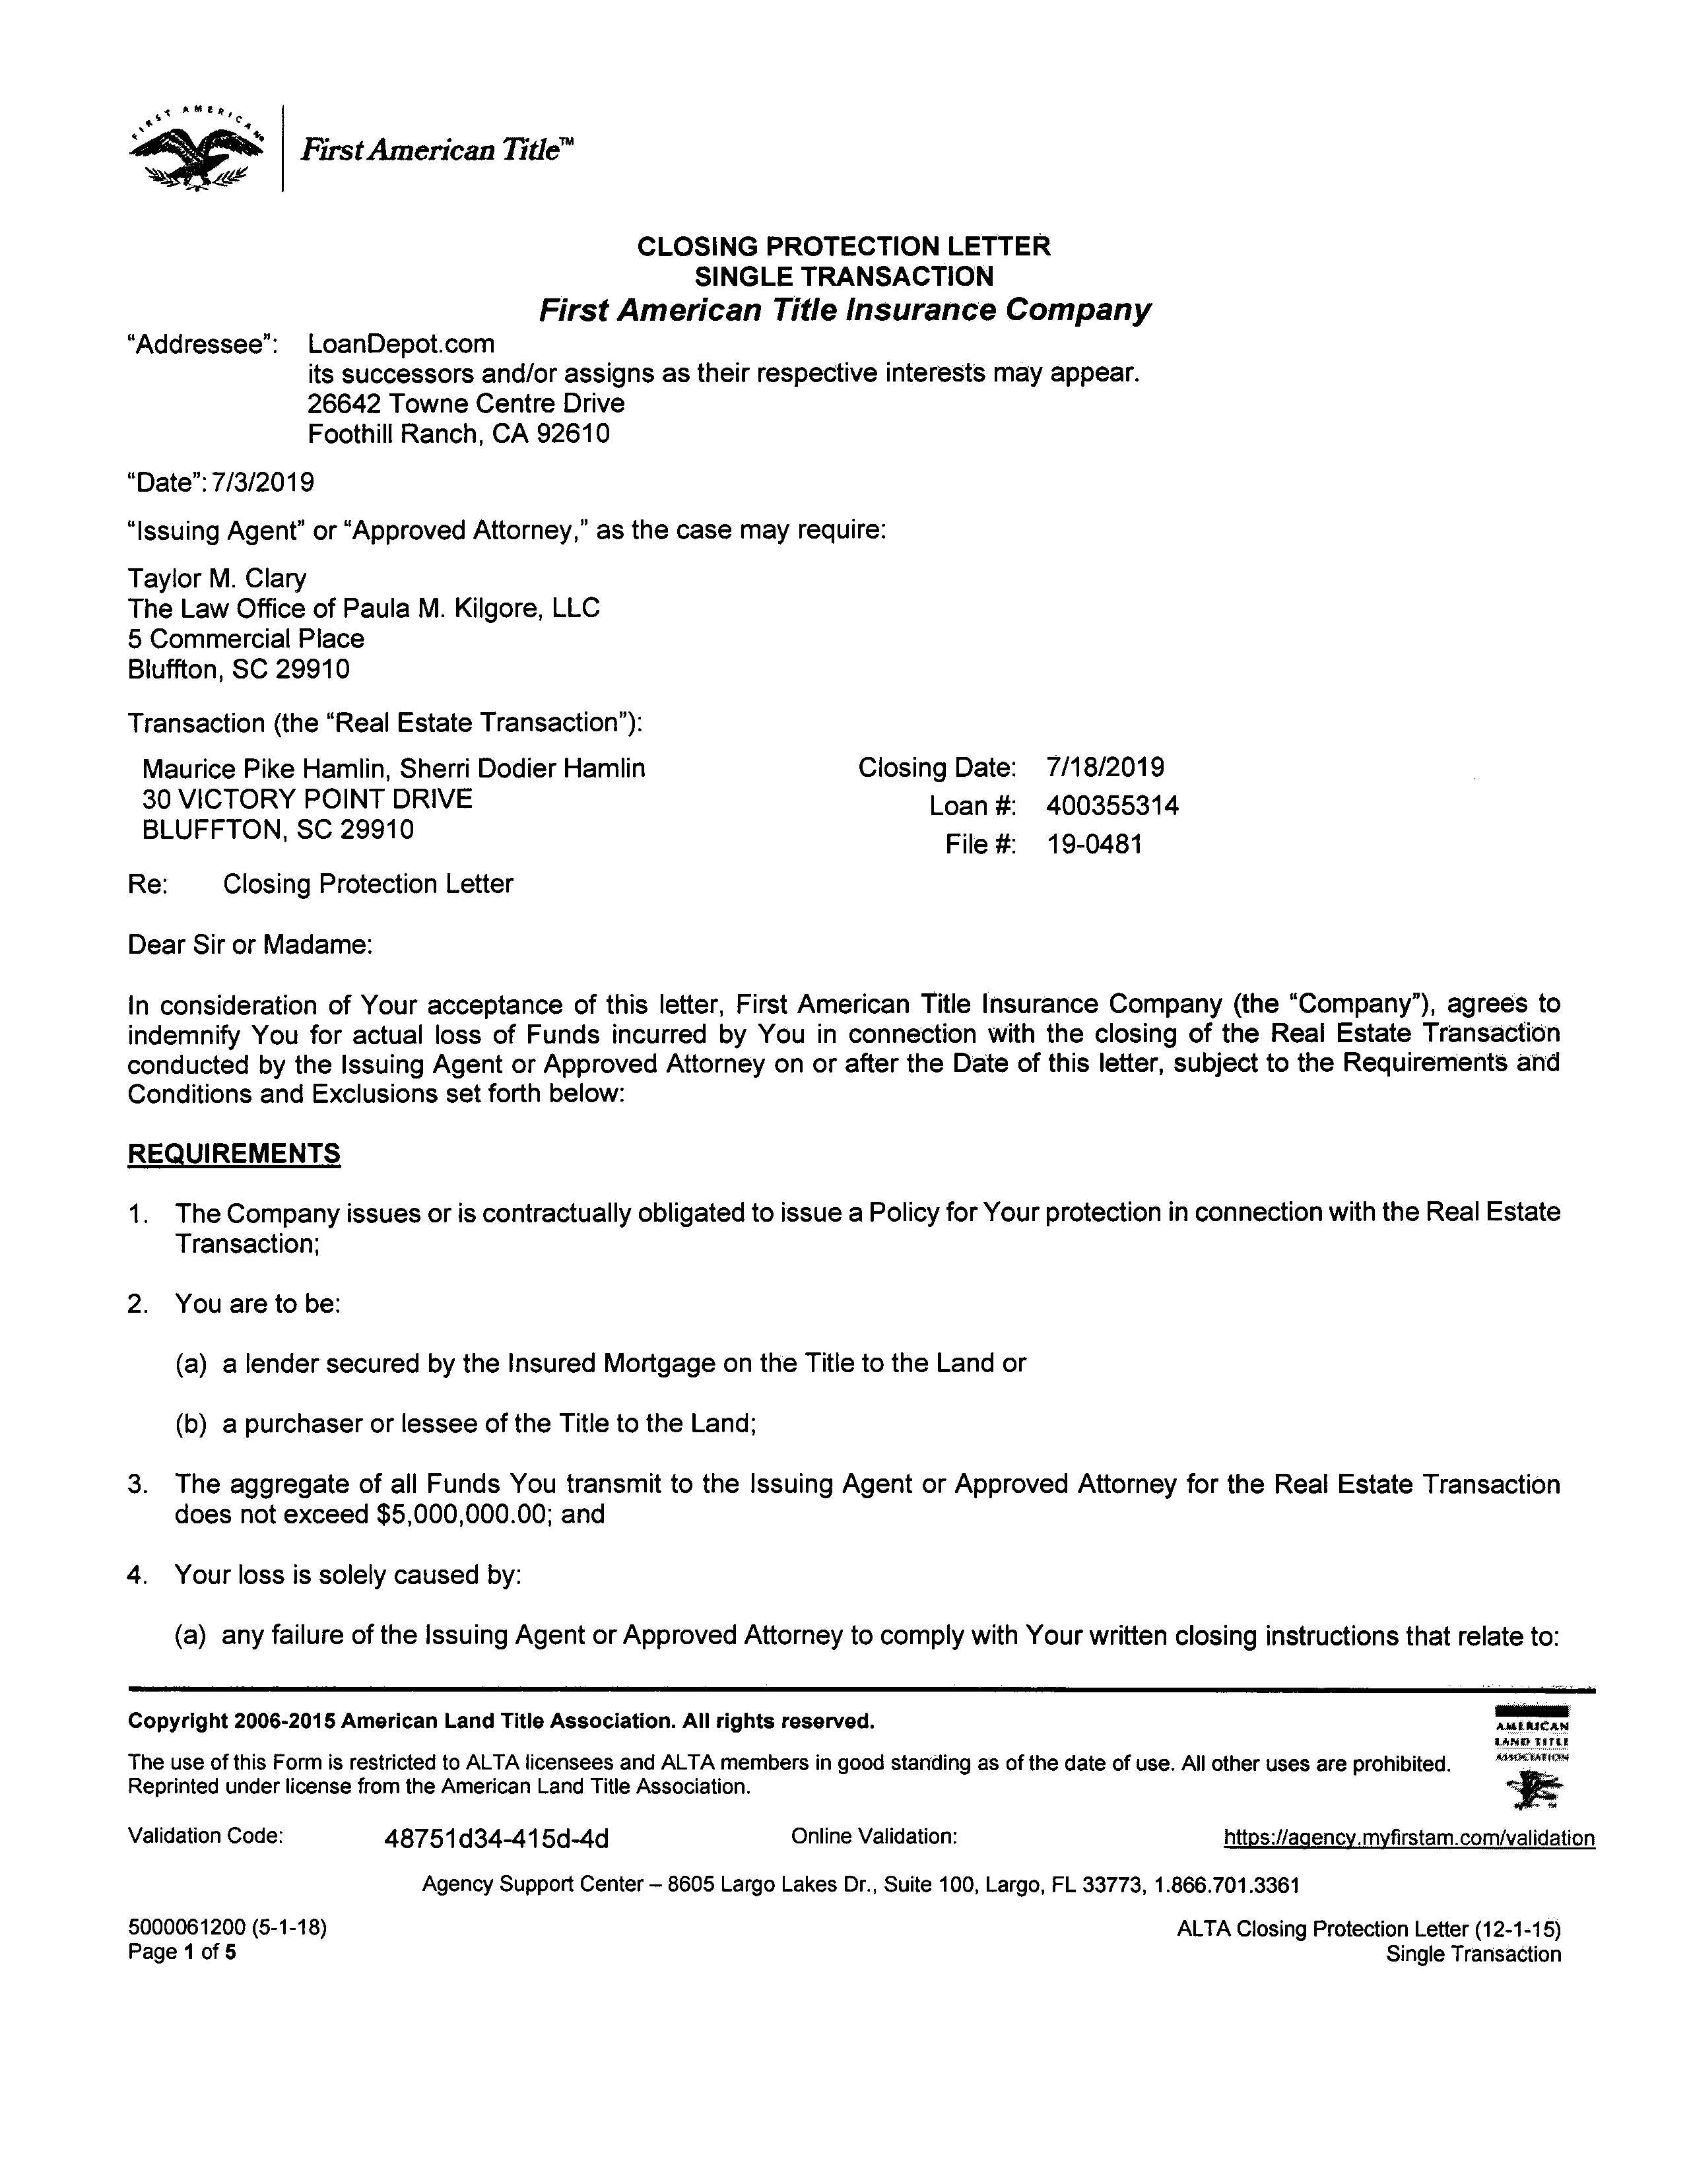 FIRST AMERICAN
First American Title™
CLOSING PROTECTION LETTER
SINGLE TRANSACTION
First American Title Insurance Company
“Addressee”: LoanDepot.com
its successors and/or assigns as their respective interests may appear.
26642 Towne Centre Drive
Foothill Ranch, CA 92610
“Date”: 7/3/2019
“Issuing Agent” or “Approved Attorney,” as the case may require:
Taylor M. Clary
The Law Office of Paula M. Kilgore, LLC
5 Commercial Place
Bluffton, SC 29910
Transaction (the “Real Estate Transaction”):
Maurice Pike Hamlin, Sherri Dodier Hamlin
30 VICTORY POINT DRIVE
BLUFFTON, SC 29910
Closing Date: 7/18/2019
Loan #: 400355314
File #: 19-0481
Re: Closing Protection Letter
Dear Sir or Madame:
In consideration of Your acceptance of this letter, First American Title Insurance Company (the “Company”), agrees to
indemnify You for actual loss of Funds incurred by You in connection with the closing of the Real Estate Transaction
conducted by the Issuing Agent or Approved Attorney on or after the Date of this letter, subject to the Requirements and
Conditions and Exclusions set forth below:
REQUIREMENTS
1. The Company issues or is contractually obligated to issue a Policy for Your protection in connection with the Real Estate
Transaction;
2. You are to be:
(a) a lender secured by the Insured Mortgage on the Title to the Land or
(b) a purchaser or lessee of the Title to the Land;
3. The aggregate of all Funds You transmit to the Issuing Agent or Approved Attorney for the Real Estate Transaction
does not exceed $5,000,000.00; and
4. Your loss is solely caused by:
(a) any failure of the Issuing Agent or Approved Attorney to comply with Your written closing instructions that relate to:
Copyright 2006-2015 American Land Title Association. All rights reserved.
The use of this Form is restricted to ALTA licensees and ALTA members in good standing as of the date of use. All other uses are prohibited.
Reprinted under license from the American Land Title Association.
AMERICAN
LAND TITLE
ASSOCIATION
Validation Code: 48751d34-415d-4d Online Validation: https://agency.myfirstam.com/validation
Agency Support Center – 8605 Largo Lakes Dr., Suite 100, Largo, FL 33773, 1.866.701.3361
5000061200 (5-1-18)
Page 1 of 5
ALTA Closing Protection Letter (12-1-15)
Single Transaction